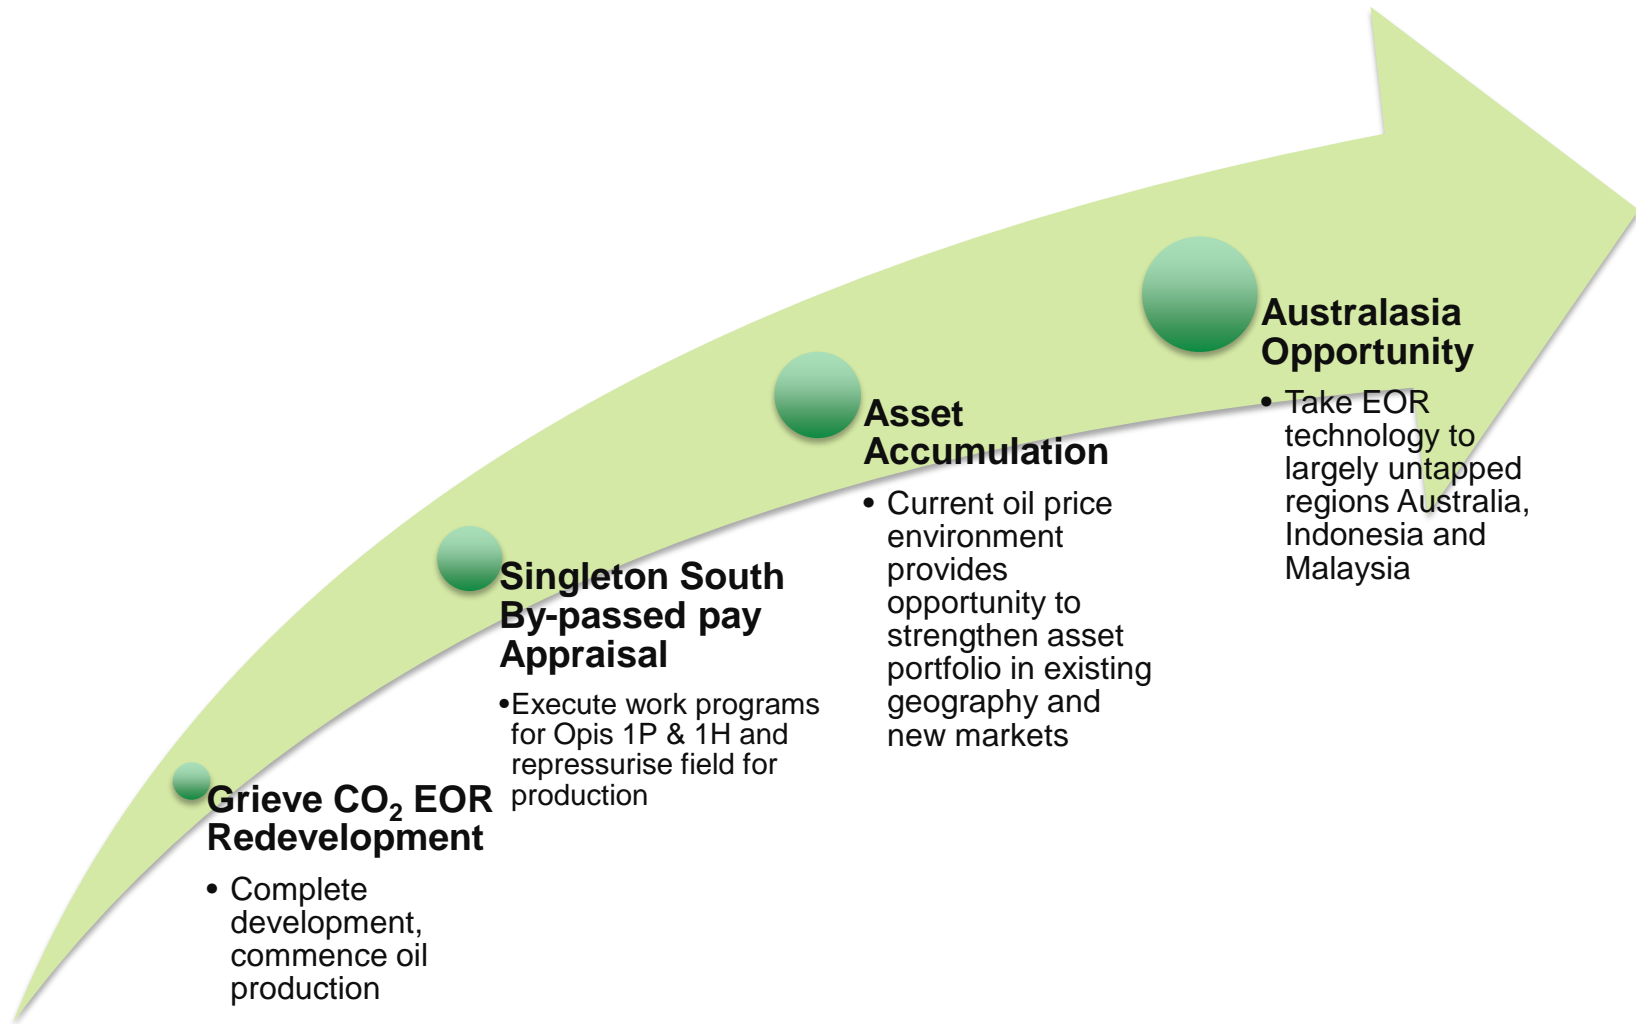 Grieve CO₂ EOR
Redevelopment
• Complete
development,
commence oil
production
Singleton South
By-passed pay
Appraisal
•Execute work programs
for Opis 1P & 1H and
repressurise field for
production
Asset
Accumulation
• Current oil price
environment
provides
opportunity to
strengthen asset
portfolio in existing
geography and
new markets
Australasia
Opportunity
• Take EOR
technology to
largely untapped
regions Australia,
Indonesia and
Malaysia